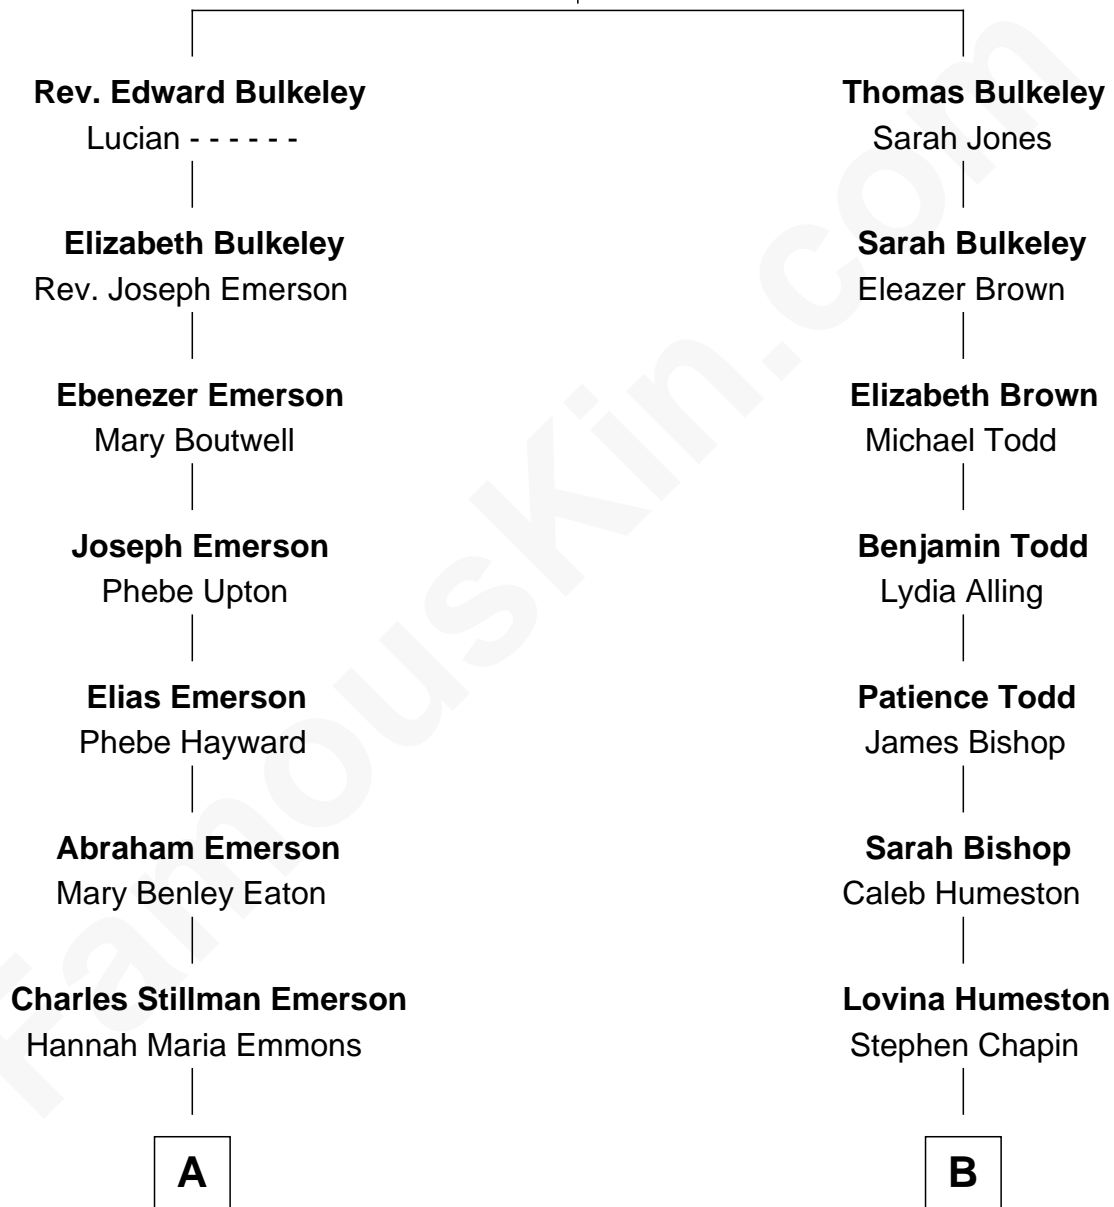 Rev. Edward Bulkeley
Lucian - - - - - -
Thomas Bulkeley
Sarah Jones
Elizabeth Bulkeley
Rev. Joseph Emerson
Sarah Bulkeley
Eleazer Brown
Ebenezer Emerson
Mary Boutwell
Elizabeth Brown
Michael Todd
Joseph Emerson
Phebe Upton
Benjamin Todd
Lydia Alling
Elias Emerson
Phebe Hayward
Patience Todd
James Bishop
Abraham Emerson
Mary Benley Eaton
Sarah Bishop
Caleb Humeston
Charles Stillman Emerson
Hannah Maria Emmons
Lovina Humeston
Stephen Chapin
A
B
FamousKin.com